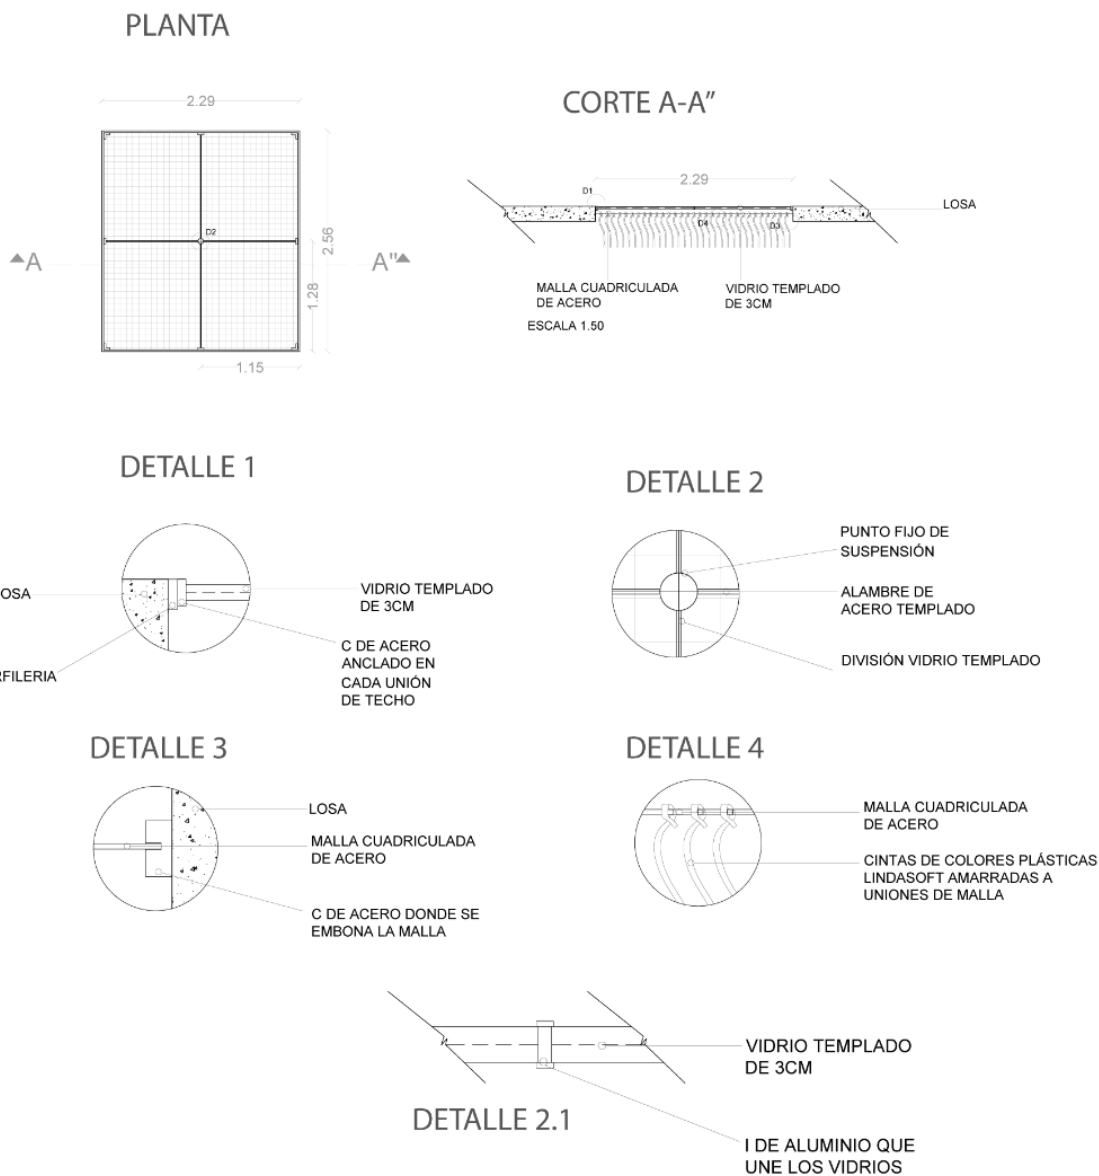 PLANTA
2.29
D2
2.56
1.28
1.15
A
A"
CORTE A-A”
D1
2.29
LOSA
D4
D3
MALLA CUADRICULADA
DE ACERO
VIDRIO TEMPLADO
DE 3CM
ESCALA 1.50
DETALLE 1
OSA
RFILERIA
VIDRIO TEMPLADO
DE 3CM
C DE ACERO
ANCLADO EN
CADA UNIÓN
DE TECHO
DETALLE 2
PUNTO FIJO DE
SUSPENSIÓN
ALAMBRE DE
ACERO TEMPLADO
DIVISIÓN VIDRIO TEMPLADO
DETALLE 3
LOSA
MALLA CUADRICULADA
DE ACERO
C DE ACERO DONDE SE
EMBONA LA MALLA
DETALLE 4
MALLA CUADRICULADA
DE ACERO
CINTAS DE COLORES PLÁSTICAS
LINDASOFT AMARRADAS A
UNIONES DE MALLA
VIDRIO TEMPLADO
DE 3CM
DETALLE 2.1
I DE ALUMINIO QUE
UNE LOS VIDRIOS